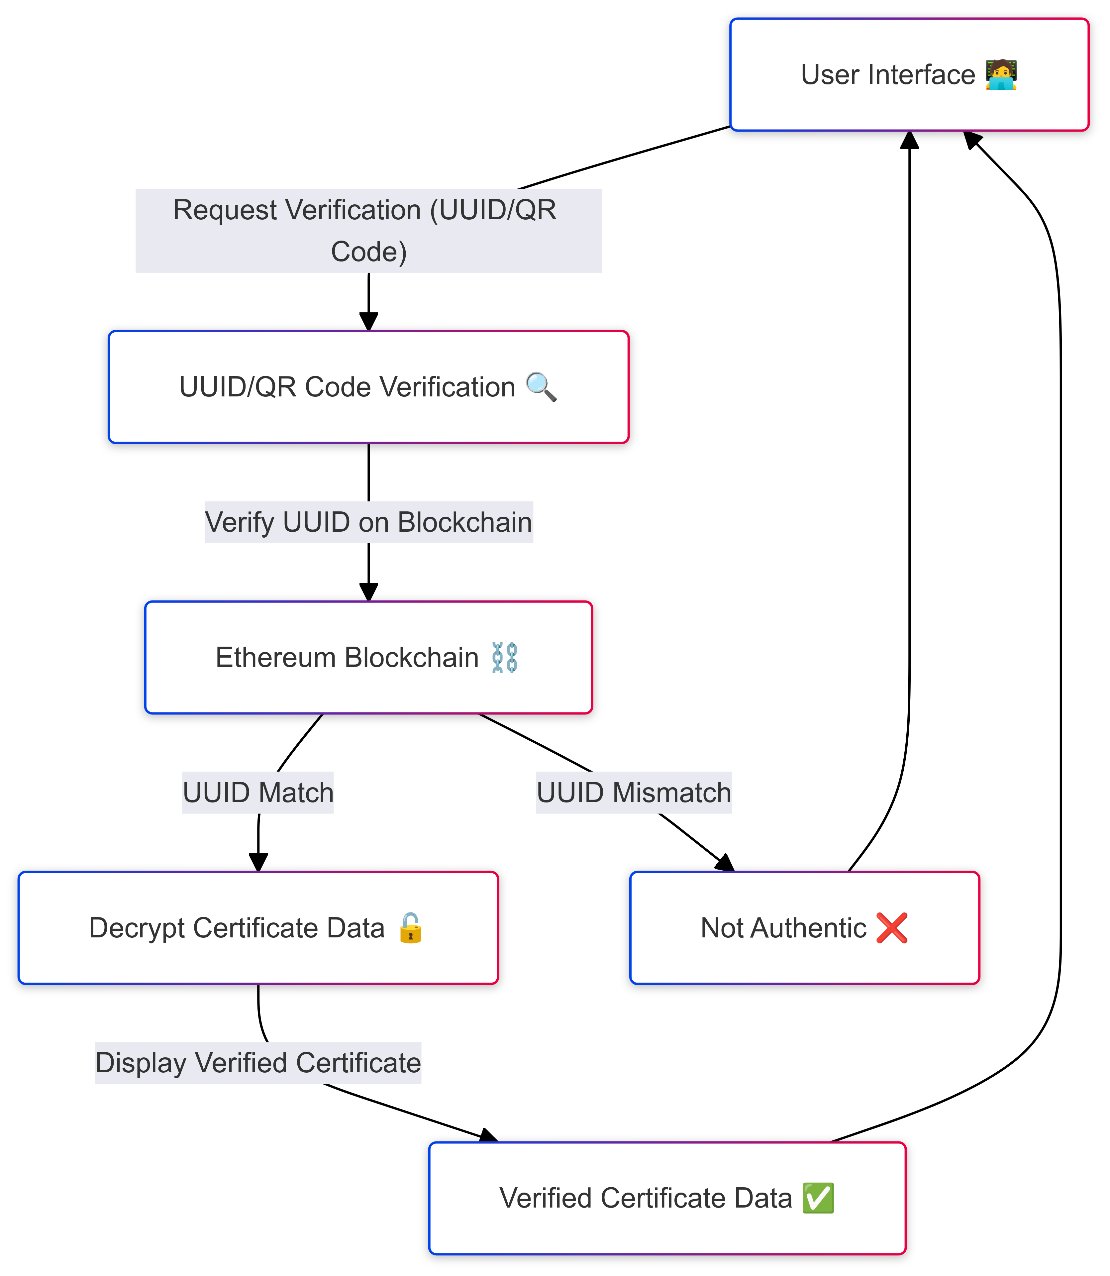 User Interface 🧑‍💻
Request Verification (UUID/QR
Code)
UUID/QR Code Verification 🔍
Verify UUID on Blockchain
Ethereum Blockchain ⛓️
UUID Match
UUID Mismatch
Decrypt Certificate Data 🔓
Not Authentic ❌
Display Verified Certificate
Verified Certificate Data ✅